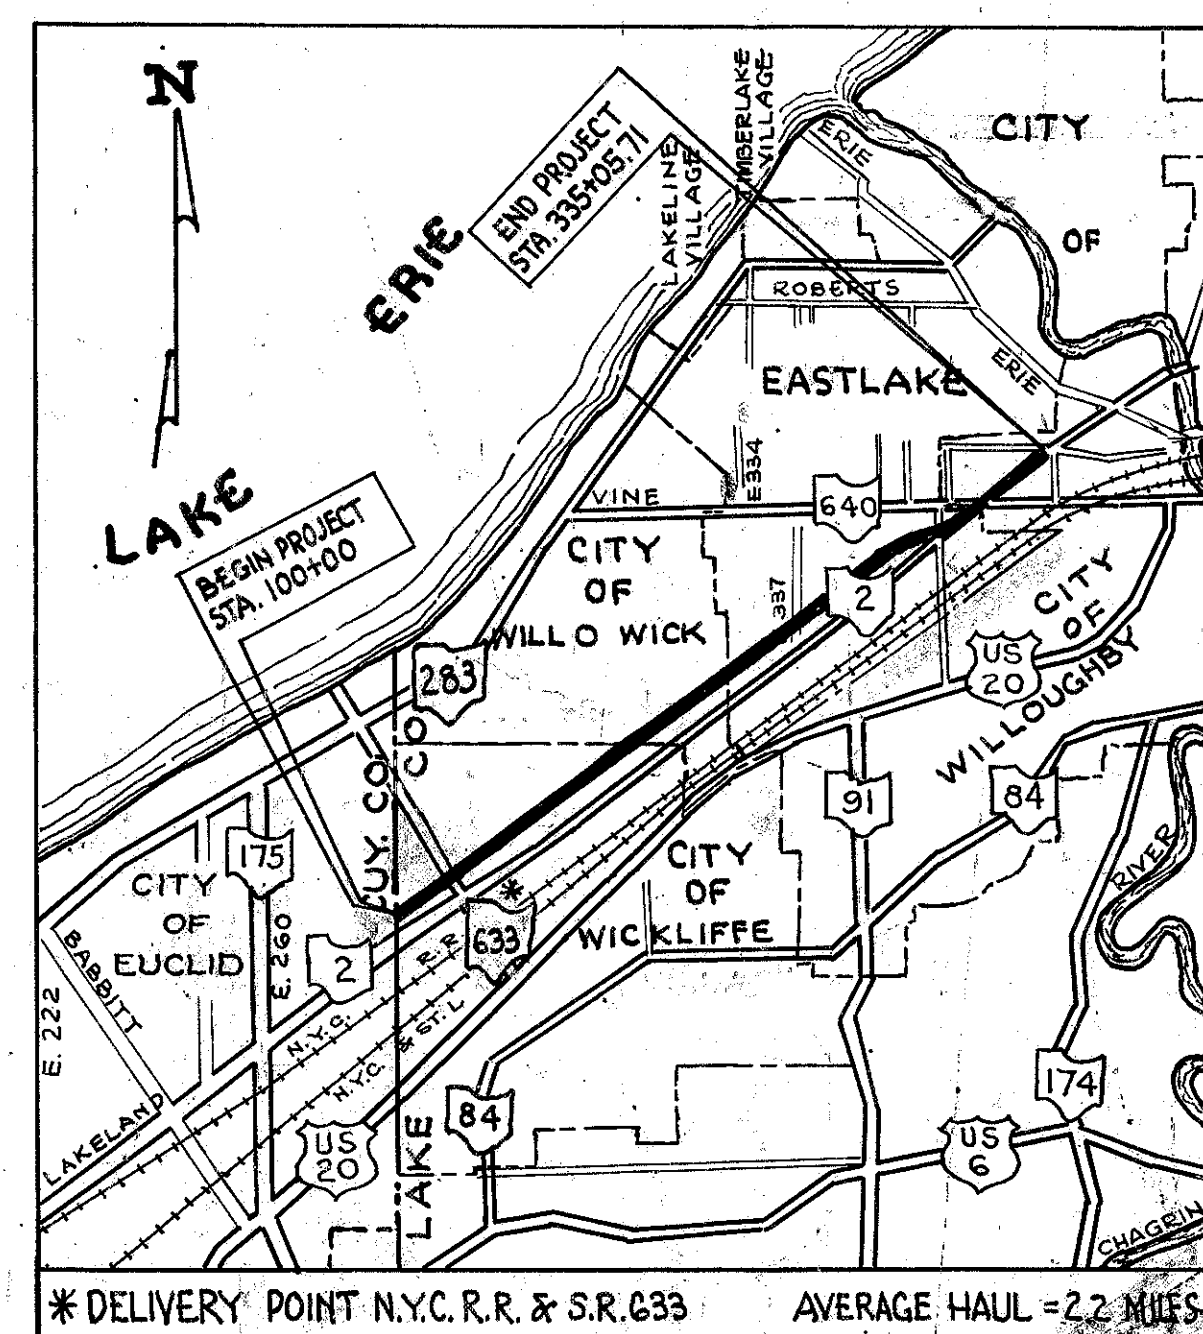 N
END PROJECT
STA. 335+05.71
LAKELINE
VILLAGE
VILLAGE
ERIE
CITY
OF
LAKE
ERIE
ROBERTS
ERIE
EASTLAKE
E334
VINE
640
BEGIN PROJECT
STA. 100+00
CITY
OF
WILLOWICK
337
2
CITY
OF
WILLOUGHBY
US
20
283
CUY. CO
LAKE CO
91
84
175
CITY
OF
EUCLID
E. 260
BABBITT
E. 222
2
*
633
CITY
OF
WICKLIFFE
RIVER
N.Y.C. R.R.
N.Y.C. & ST. L
LAKELAND
US
20
84
174
US
6
CHAGRIN
* DELIVERY POINT N.Y.C. R.R. & S.R. 633
AVERAGE HAUL = 2.2 MILES